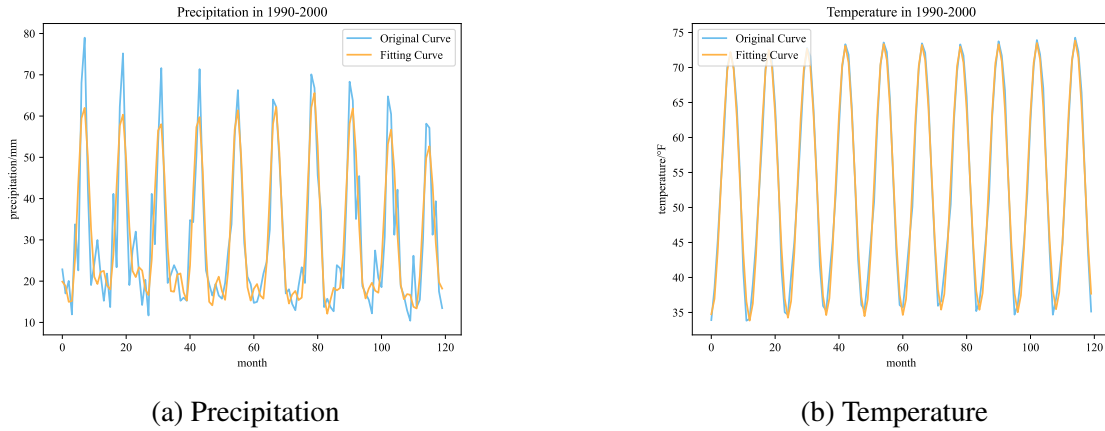 Precipitation in 1990-2000
Original Curve
Fitting Curve
80
70
60
50
40
30
20
10
precipitation/mm
0
20
40
60
80
100
120
month
(a) Precipitation
Temperature in 1990-2000
Original Curve
Fitting Curve
75
70
65
60
55
50
45
40
35
temperature/°F
0
20
40
60
80
100
120
month
(b) Temperature